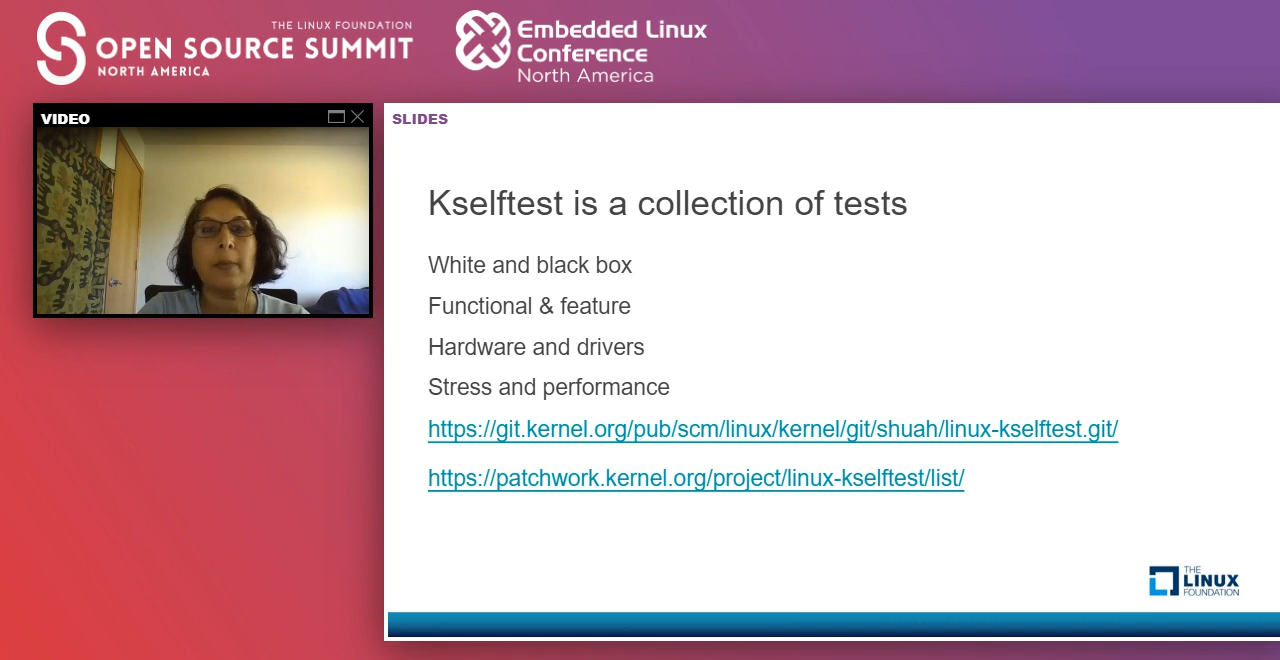 THE LINUX FOUNDATION
OPEN SOURCE SUMMIT
NORTH AMERICA
Embedded Linux
Conference
North America
VIDEO
SLIDES
Kselftest is a collection of tests
White and black box
Functional & feature
Hardware and drivers
Stress and performance
https://git.kernel.org/pub/scm/linux/kernel/git/shuah/linux-kselftest.git/
https://patchwork.kernel.org/project/linux-kselftest/list/
THE
LINUX
FOUNDATION